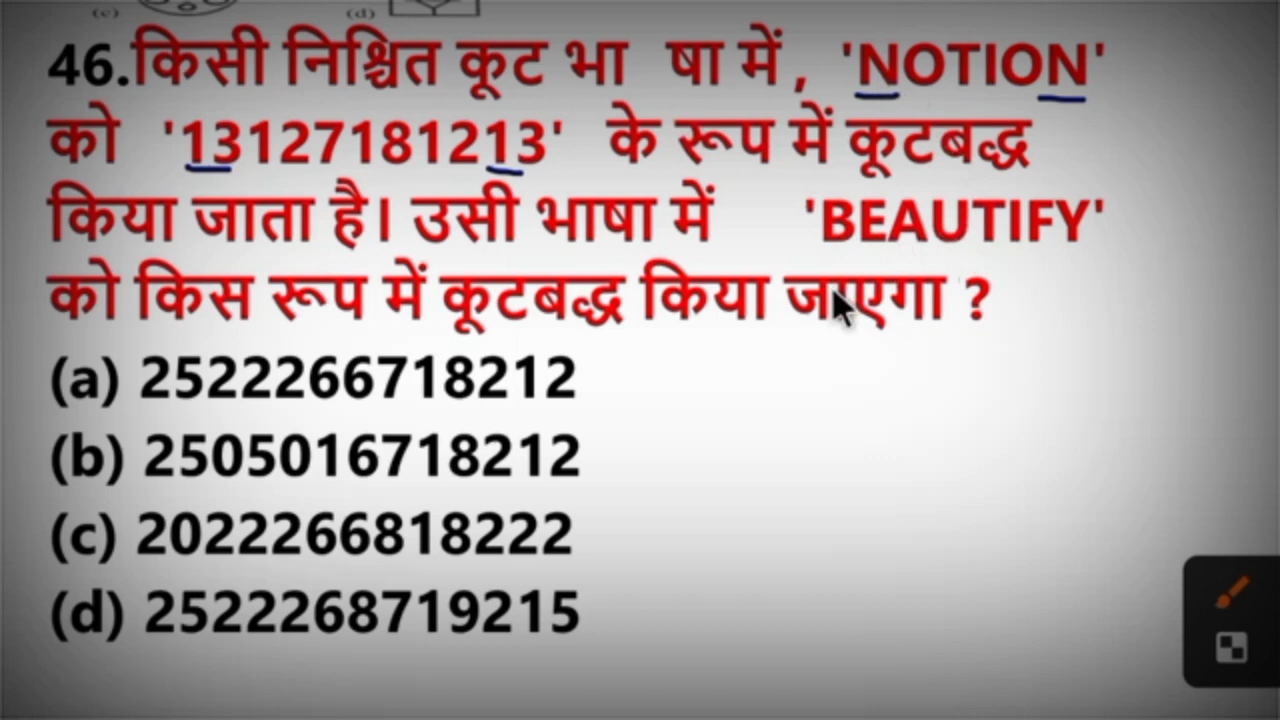 (c) (d)
46.किसी निश्चित कूट भा षा में, 'NOTION'
को '13127181213' के रूप में कूटबद्ध
किया जाता है। उसी भाषा में 'BEAUTIFY'
को किस रूप में कूटबद्ध किया जाएगा ?
(a) 2522266718212
(b) 2505016718212
(c) 2022266818222
(d) 2522268719215